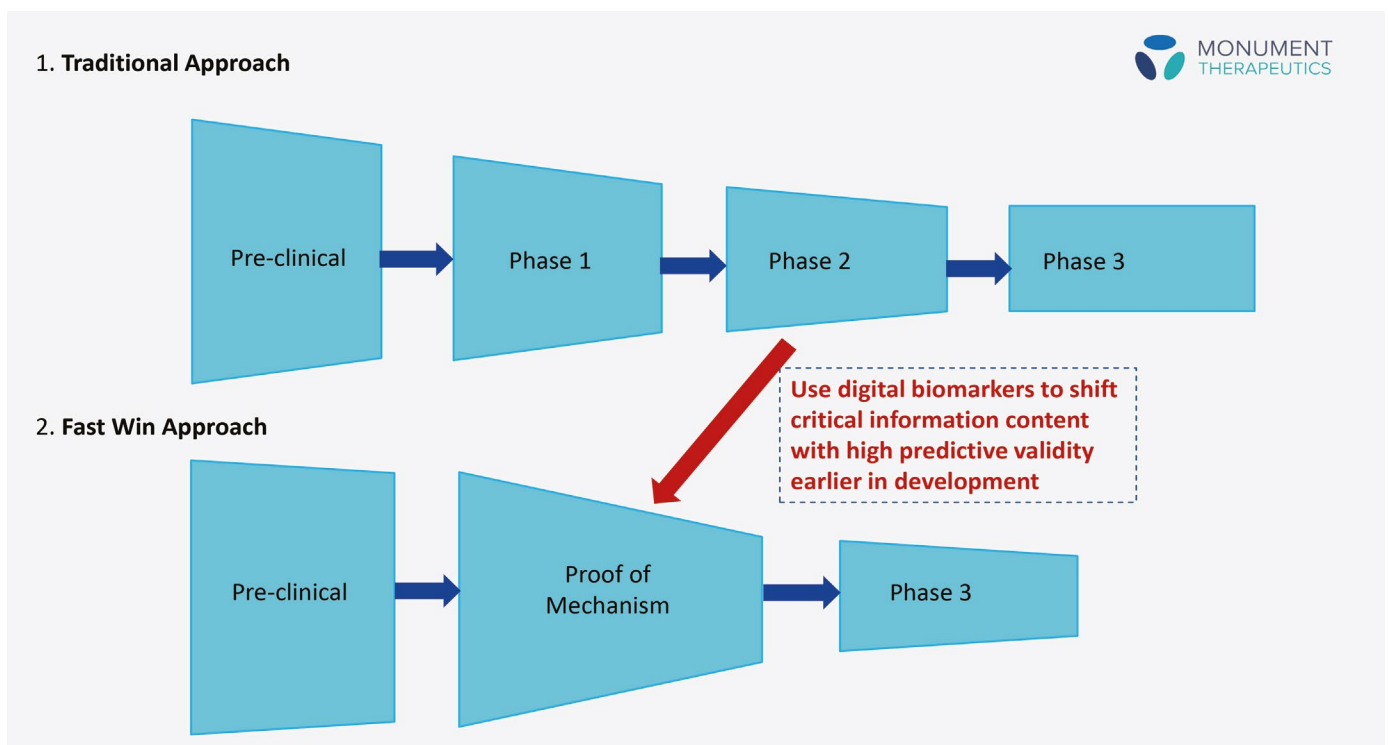 1. Traditional Approach
MONUMENT
THERAPEUTICS
Pre-clinical
Phase 1
Phase 2
Phase 3
Use digital biomarkers to shift
critical information content
with high predictive validity
earlier in development
2. Fast Win Approach
Pre-clinical
Proof of
Mechanism
Phase 3